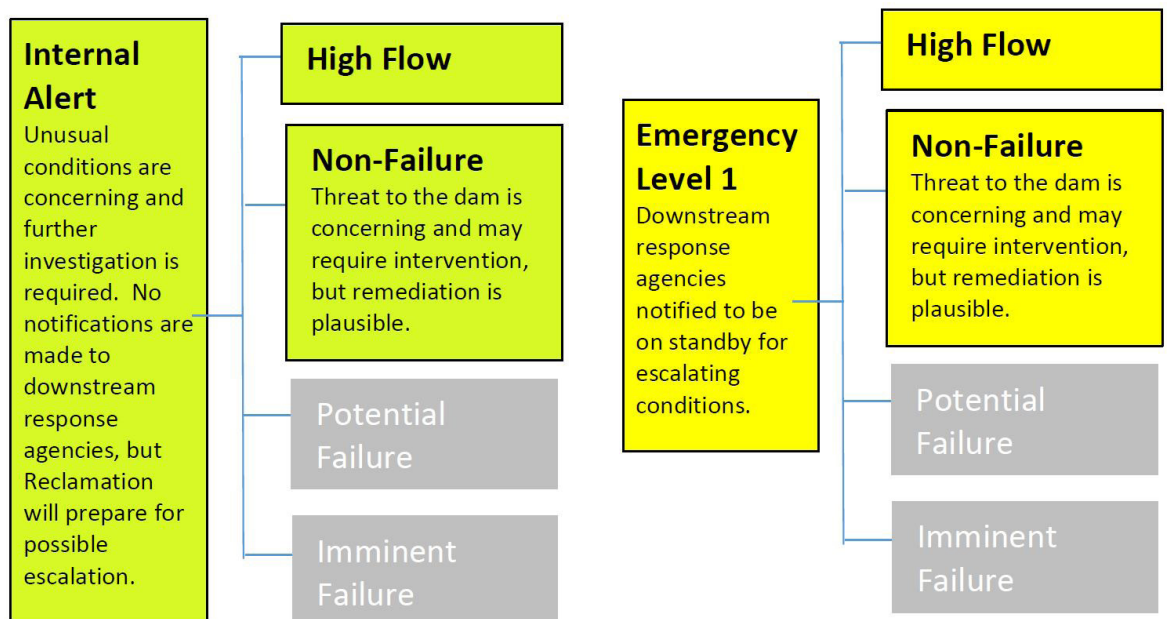 Internal
Alert
Unusual
conditions are
concerning and
further
investigation is
required.  No
notifications are
made to
downstream
response
agencies, but
Reclamation
will prepare for
possible
escalation.
High Flow
Non-Failure
Threat to the dam is
concerning and may
require intervention,
but remediation is
plausible.
Potential
Failure
Imminent
Failure
Emergency
Level 1
Downstream
response
agencies
notified to be
on standby for
escalating
conditions.
High Flow
Non-Failure
Threat to the dam is
concerning and may
require intervention,
but remediation is
plausible.
Potential
Failure
Imminent
Failure